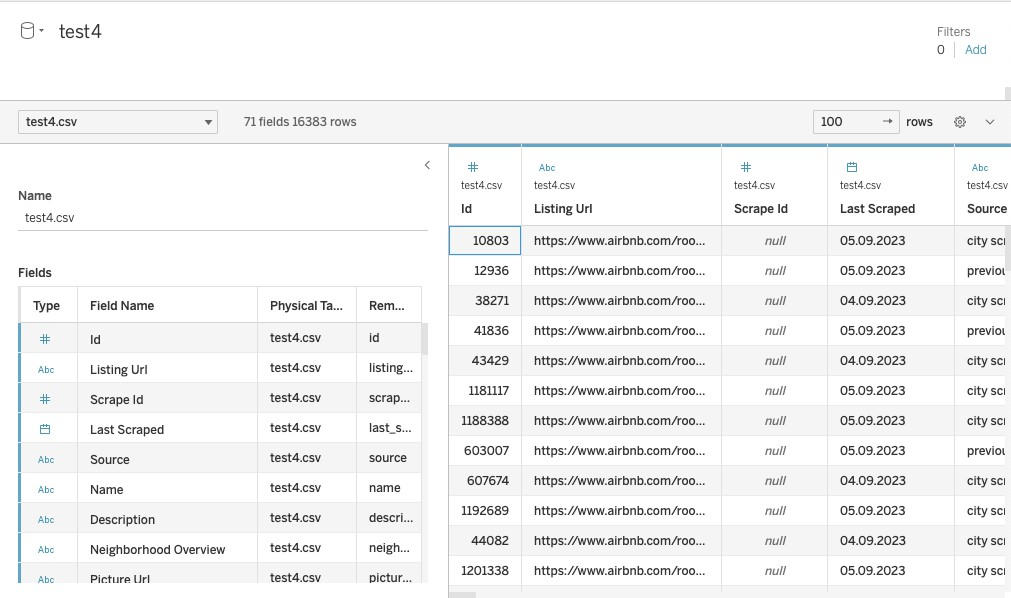 test4
Filters
0 Add
test4.csv 71 fields 16383 rows 100 → rows
Name
test4.csv
Fields
Type Field Name Physical Ta... Rem...
# Id test4.csv id
Abc Listing Url test4.csv listing...
# Scrape Id test4.csv scrap...
Last Scraped test4.csv last_s...
Abc Source test4.csv source
Abc Name test4.csv name
Abc Description test4.csv descri...
Abc Neighborhood Overview test4.csv neigh...
Abc Picture Url test4.csv pictur...
# Abc # Abc
test4.csv test4.csv test4.csv test4.csv test4.csv
Id Listing Url Scrape Id Last Scraped Source
10803 https://www.airbnb.com/roo... null 05.09.2023 city scr
12936 https://www.airbnb.com/roo... null 05.09.2023 previou
38271 https://www.airbnb.com/roo... null 04.09.2023 city scr
41836 https://www.airbnb.com/roo... null 05.09.2023 previou
43429 https://www.airbnb.com/roo... null 04.09.2023 city scr
1181117 https://www.airbnb.com/roo... null 05.09.2023 city scr
1188388 https://www.airbnb.com/roo... null 05.09.2023 city scr
603007 https://www.airbnb.com/roo... null 05.09.2023 previou
607674 https://www.airbnb.com/roo... null 04.09.2023 city scr
1192689 https://www.airbnb.com/roo... null 05.09.2023 city scr
44082 https://www.airbnb.com/roo... null 04.09.2023 city scr
1201338 https://www.airbnb.com/roo... null 05.09.2023 city scr